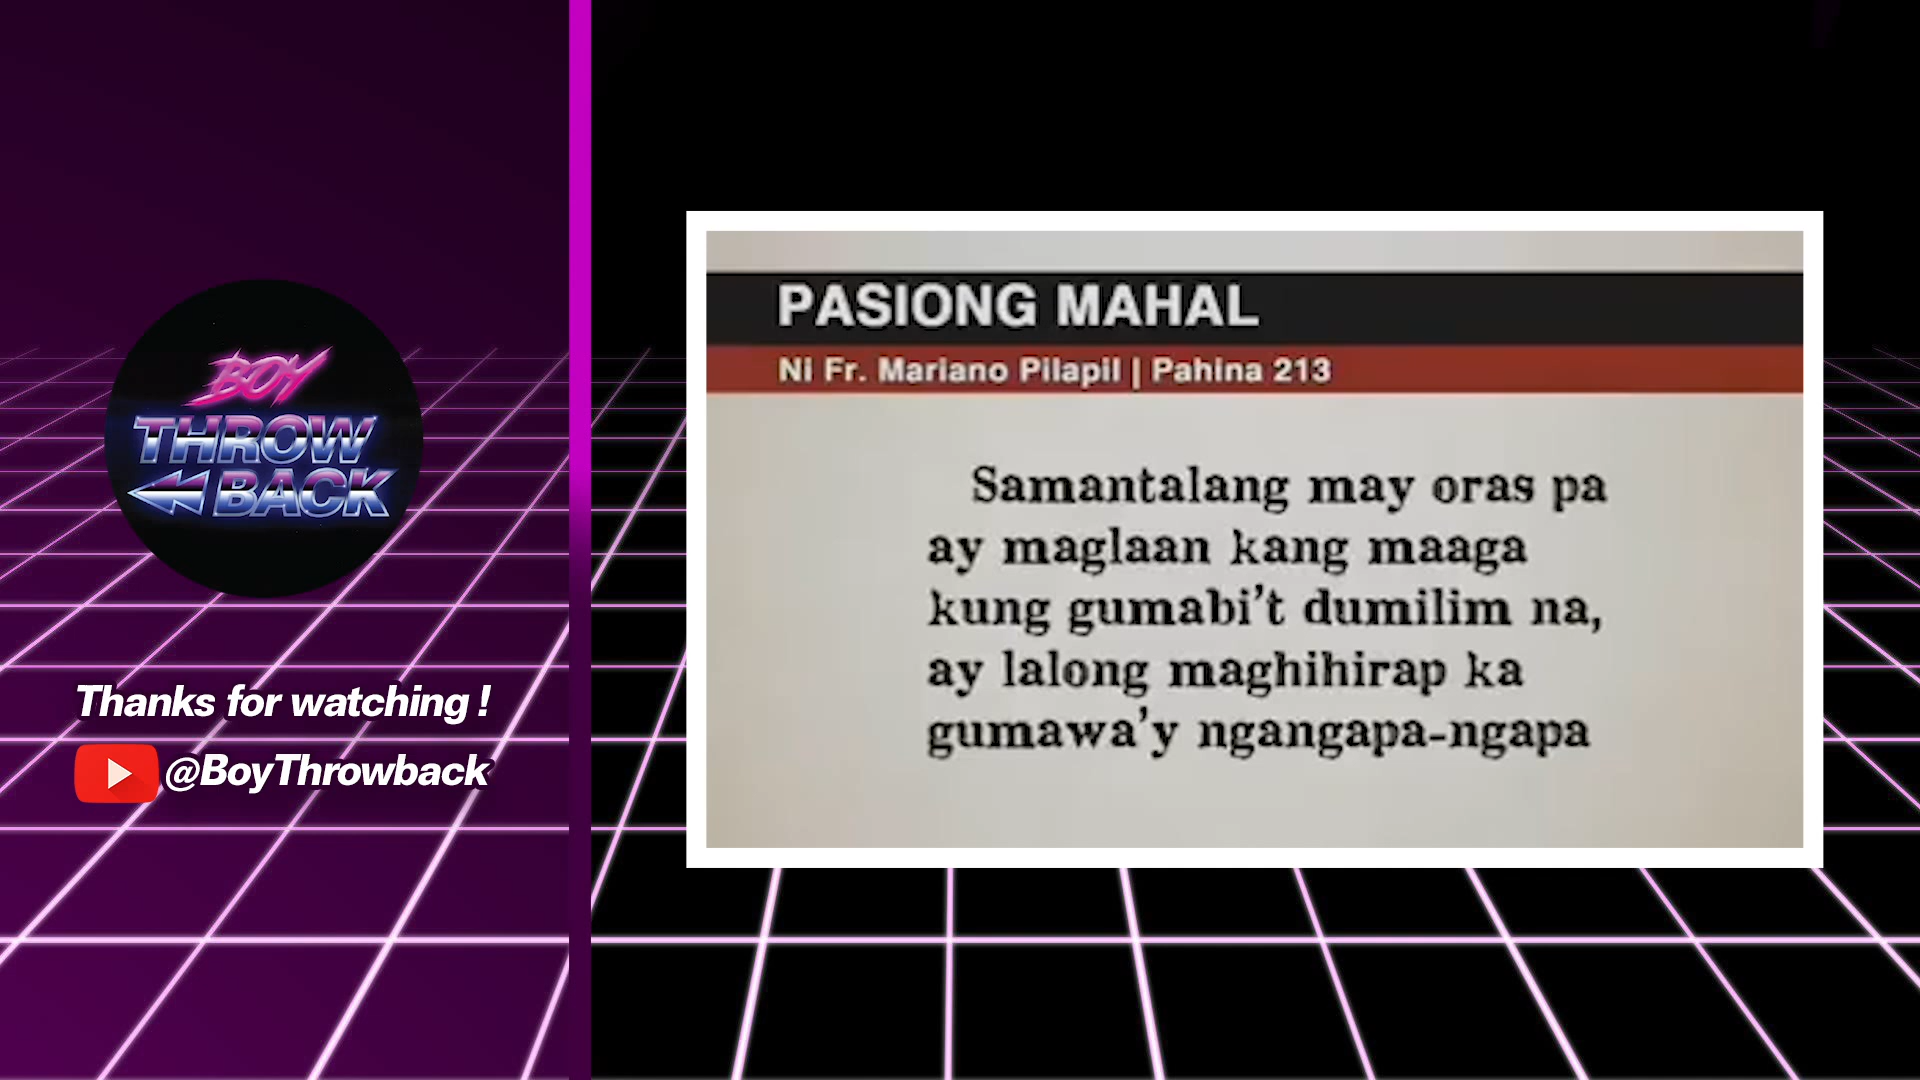 BOY
THROW
BACK
Thanks for watching !
@BoyThrowback
PASIONG MAHAL
Ni Fr. Mariano Pilapil | Pahina 213
Samantalang may oras pa
ay maglaan kang maaga
kung gumabi't dumilim na,
ay lalong maghihirap ka
gumawa'y ngangapa-ngapa